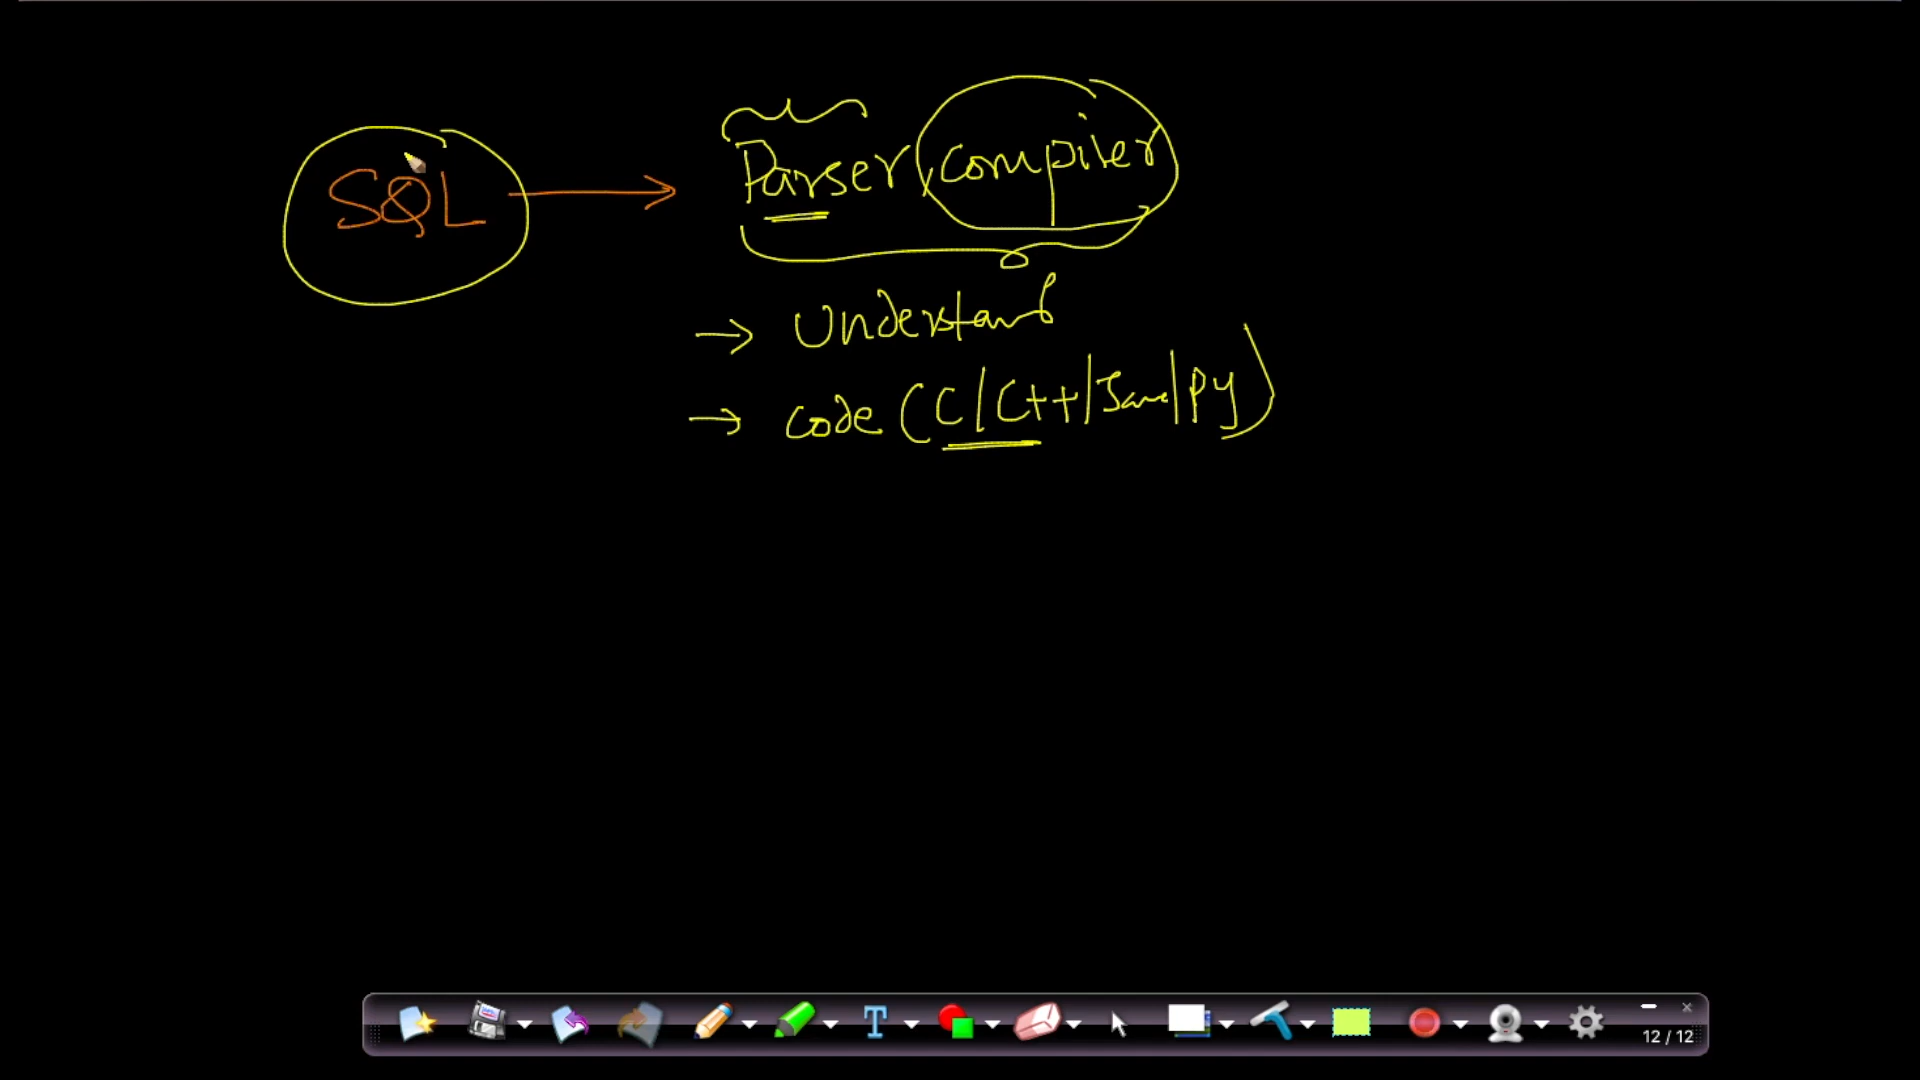 SQL → Parser, compiler
→ Understand
→ code (C/C++/Java/PY)
T
12 / 12